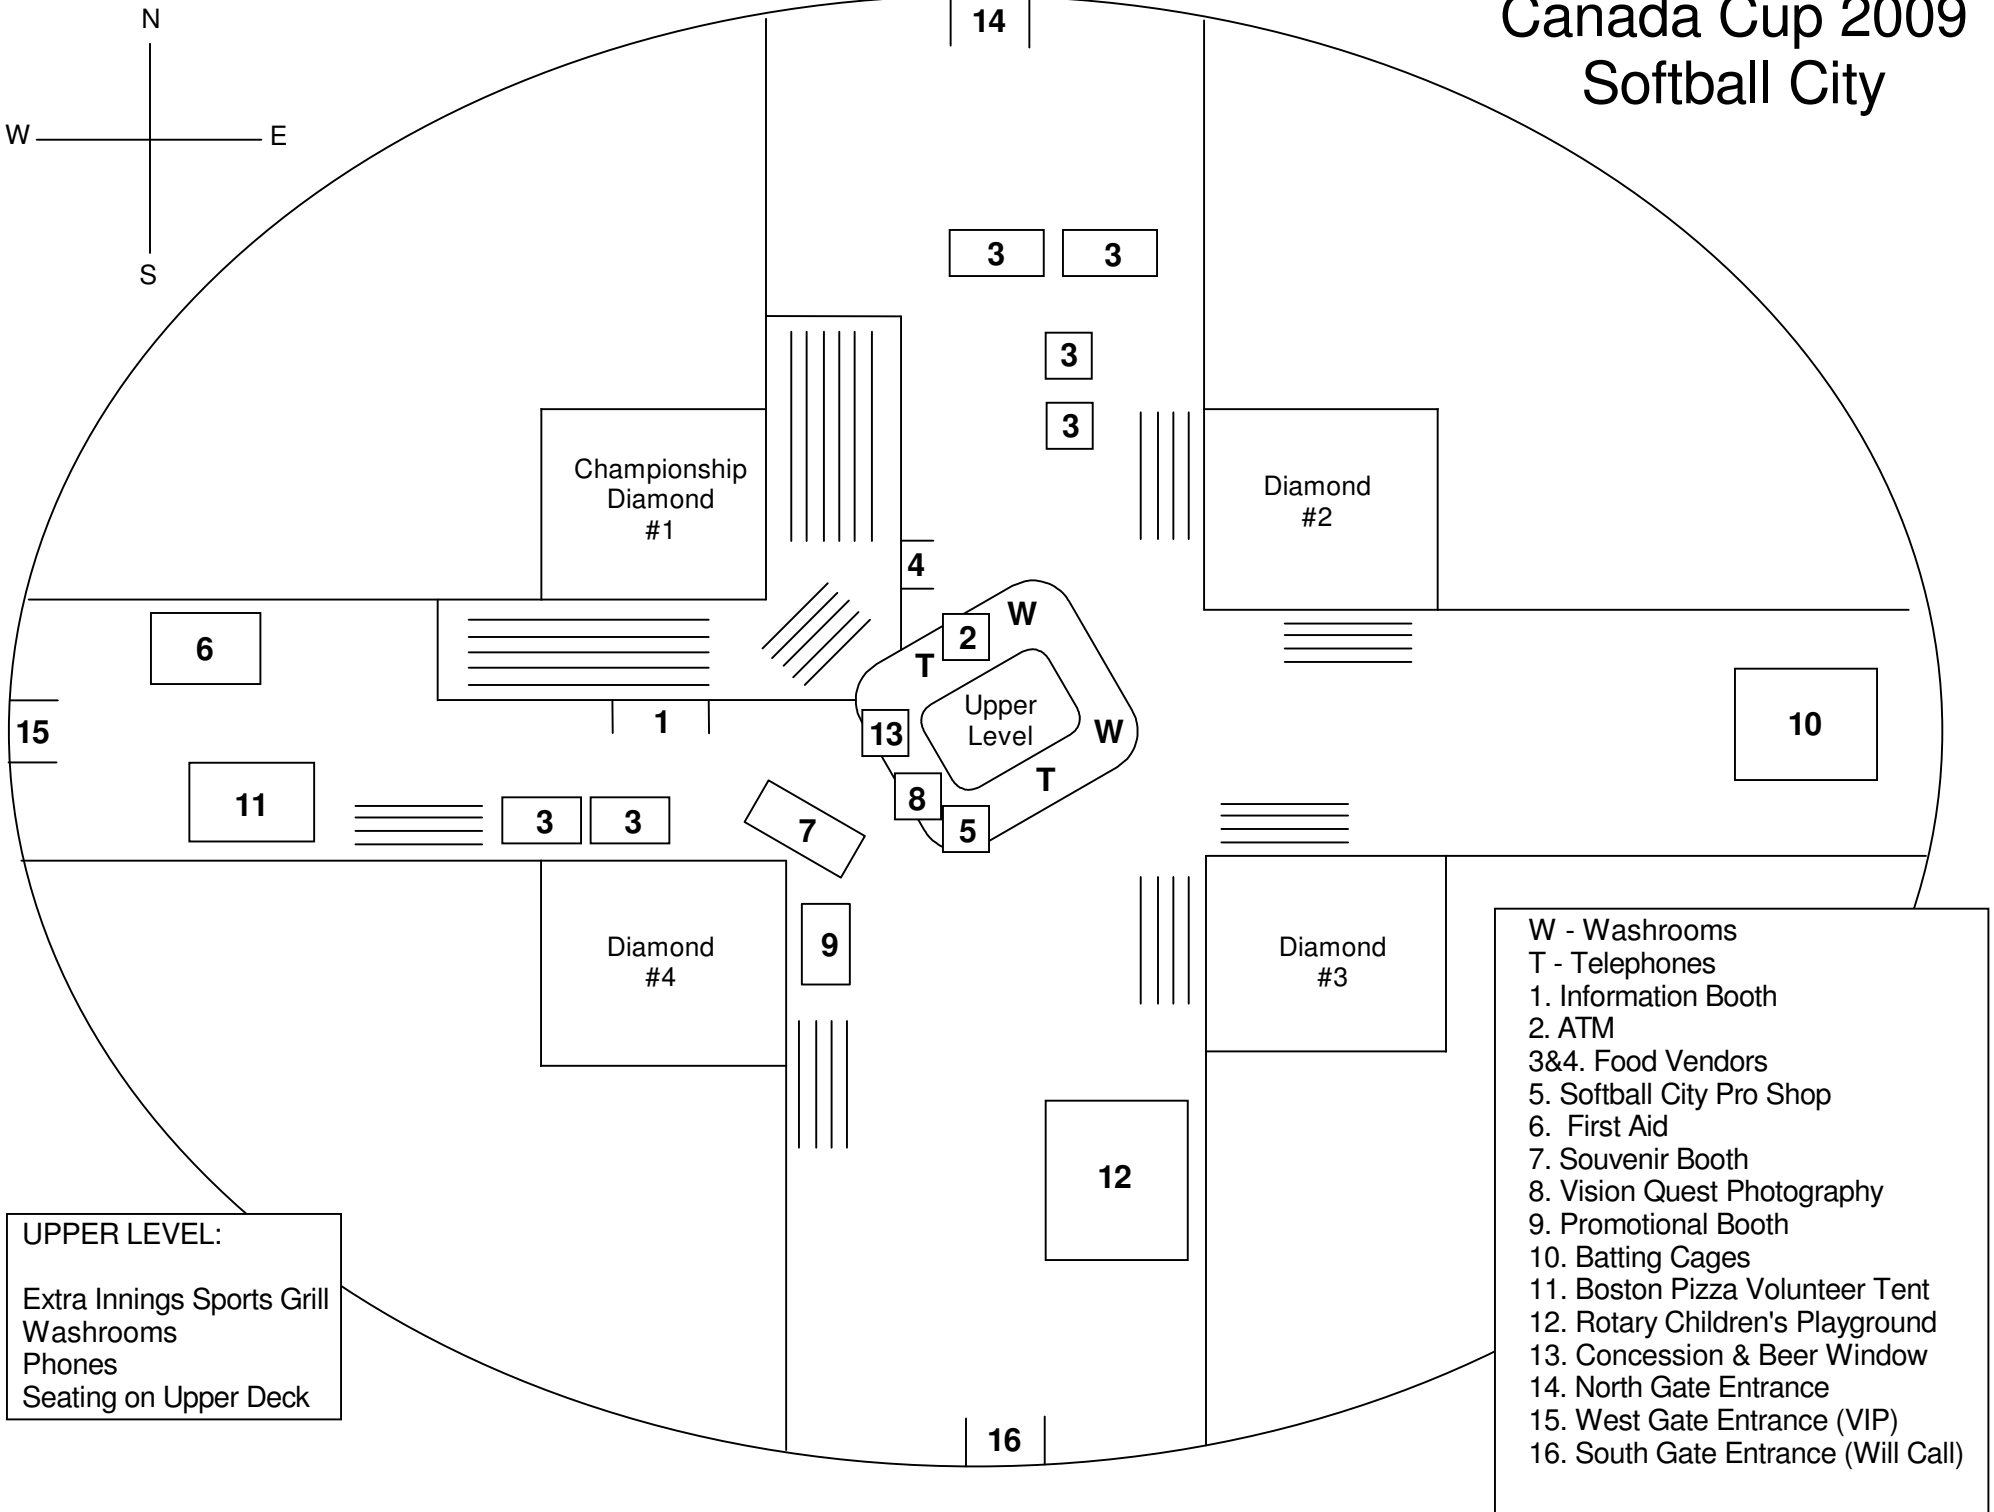 Canada Cup 2009
Softball City
N
W
E
S
14
3
3
3
3
Championship
Diamond
#1
Diamond
#2
4
W
2
T
6
Upper
Level
1
13
W
15
10
T
11
8
3
3
7
5
Diamond
#4
9
Diamond
#3
12
16
W - Washrooms
T - Telephones
1. Information Booth
2. ATM
3&4. Food Vendors
5. Softball City Pro Shop
6.  First Aid
7. Souvenir Booth
8. Vision Quest Photography
9. Promotional Booth
10. Batting Cages
11. Boston Pizza Volunteer Tent
12. Rotary Children's Playground
13. Concession & Beer Window
14. North Gate Entrance
15. West Gate Entrance (VIP)
16. South Gate Entrance (Will Call)
UPPER LEVEL:
Extra Innings Sports Grill
Washrooms
Phones
Seating on Upper Deck